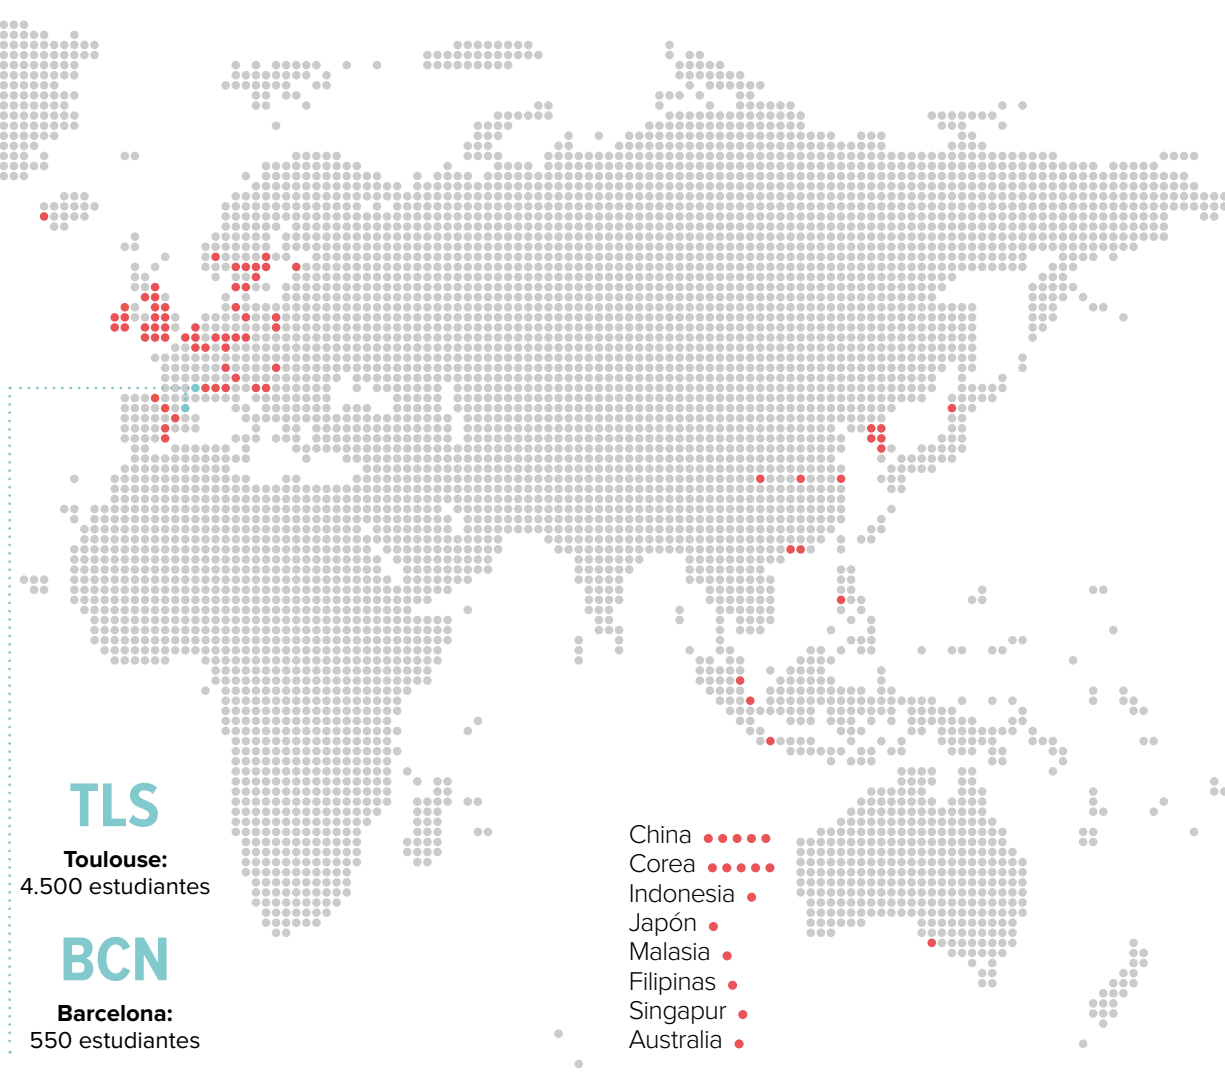 TLS
Toulouse:
4.500 estudiantes
BCN
Barcelona:
550 estudiantes
China
Corea
Indonesia
Japón
Malasia
Filipinas
Singapur
Australia